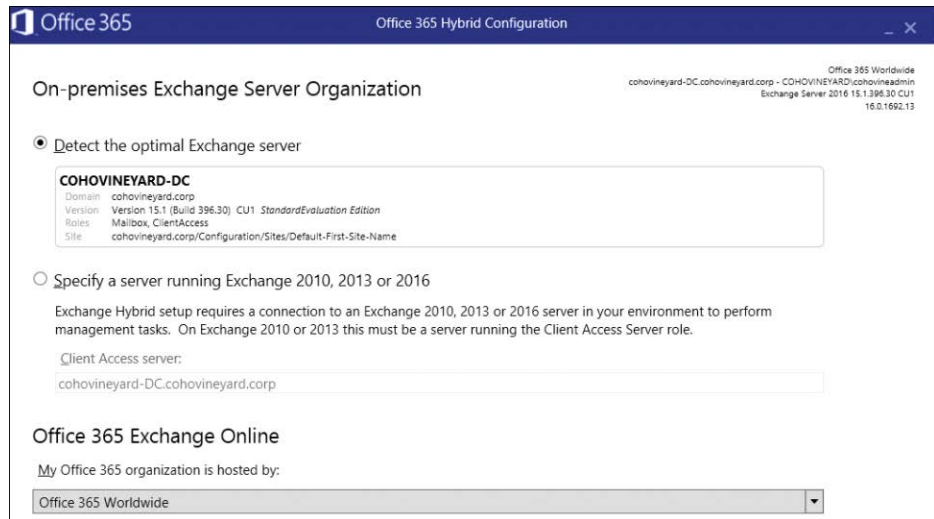 Office 365
Office 365 Hybrid Configuration
Office 365 Worldwide
cohovineyard-DC.cohovineyard.corp - COHOVINEYARD\cohovineadmin
Exchange Server 2016 15.1.396.30 CU1
16.0.1692.13
On-premises Exchange Server Organization
Detect the optimal Exchange server
COHOVINEYARD-DC
Domain cohovineyard.corp
Version Version 15.1 (Build 396.30) CU1 StandardEvaluation Edition
Roles Mailbox, ClientAccess
Site cohovineyard.corp/Configuration/Sites/Default-First-Site-Name
Specify a server running Exchange 2010, 2013 or 2016
Exchange Hybrid setup requires a connection to an Exchange 2010, 2013 or 2016 server in your environment to perform
management tasks. On Exchange 2010 or 2013 this must be a server running the Client Access Server role.
Client Access server:
cohovineyard-DC.cohovineyard.corp
Office 365 Exchange Online
My Office 365 organization is hosted by:
Office 365 Worldwide